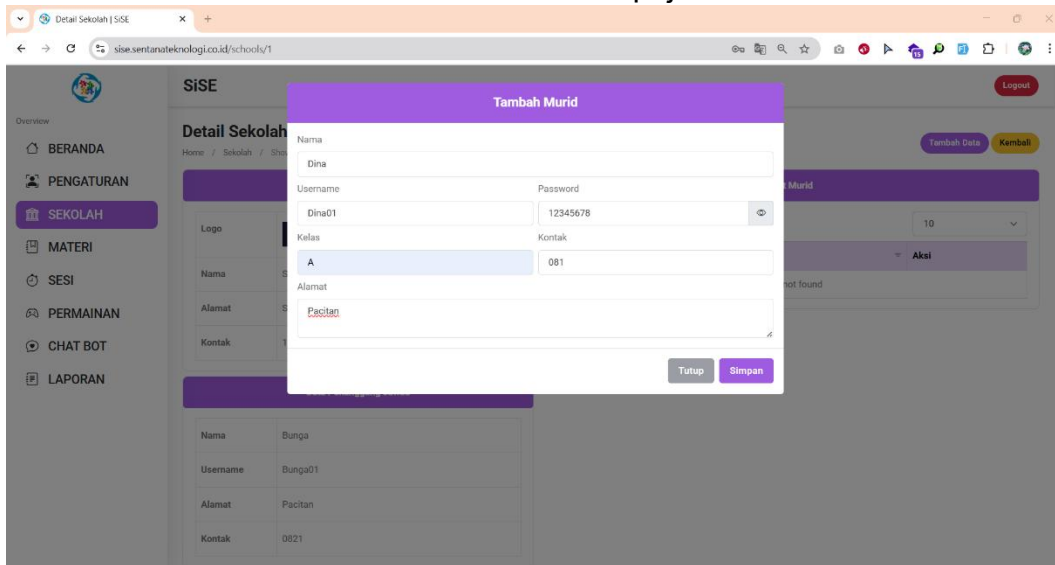 Detail Sekolah | SiSE
sise.sentanateknologi.co.id/schools/1
15
SiSE
Logout
Overview
BERANDA
PENGATURAN
SEKOLAH
MATERI
SESI
PERMAINAN
CHAT BOT
LAPORAN
Detail Sekolah
Home / Sekolah /
Tambah Data
Kembali
Tambah Murid
Nama
Dina
Username
Password
Dina01
12345678
Kelas
Kontak
A
081
Alamat
Pacitan
Tutup
Simpan
Murid
10
Aksi
not found
Logo
Nama
S
Alamat
S
Kontak
1
Nama
Bunga
Username
Bunga01
Alamat
Pacitan
Kontak
0821